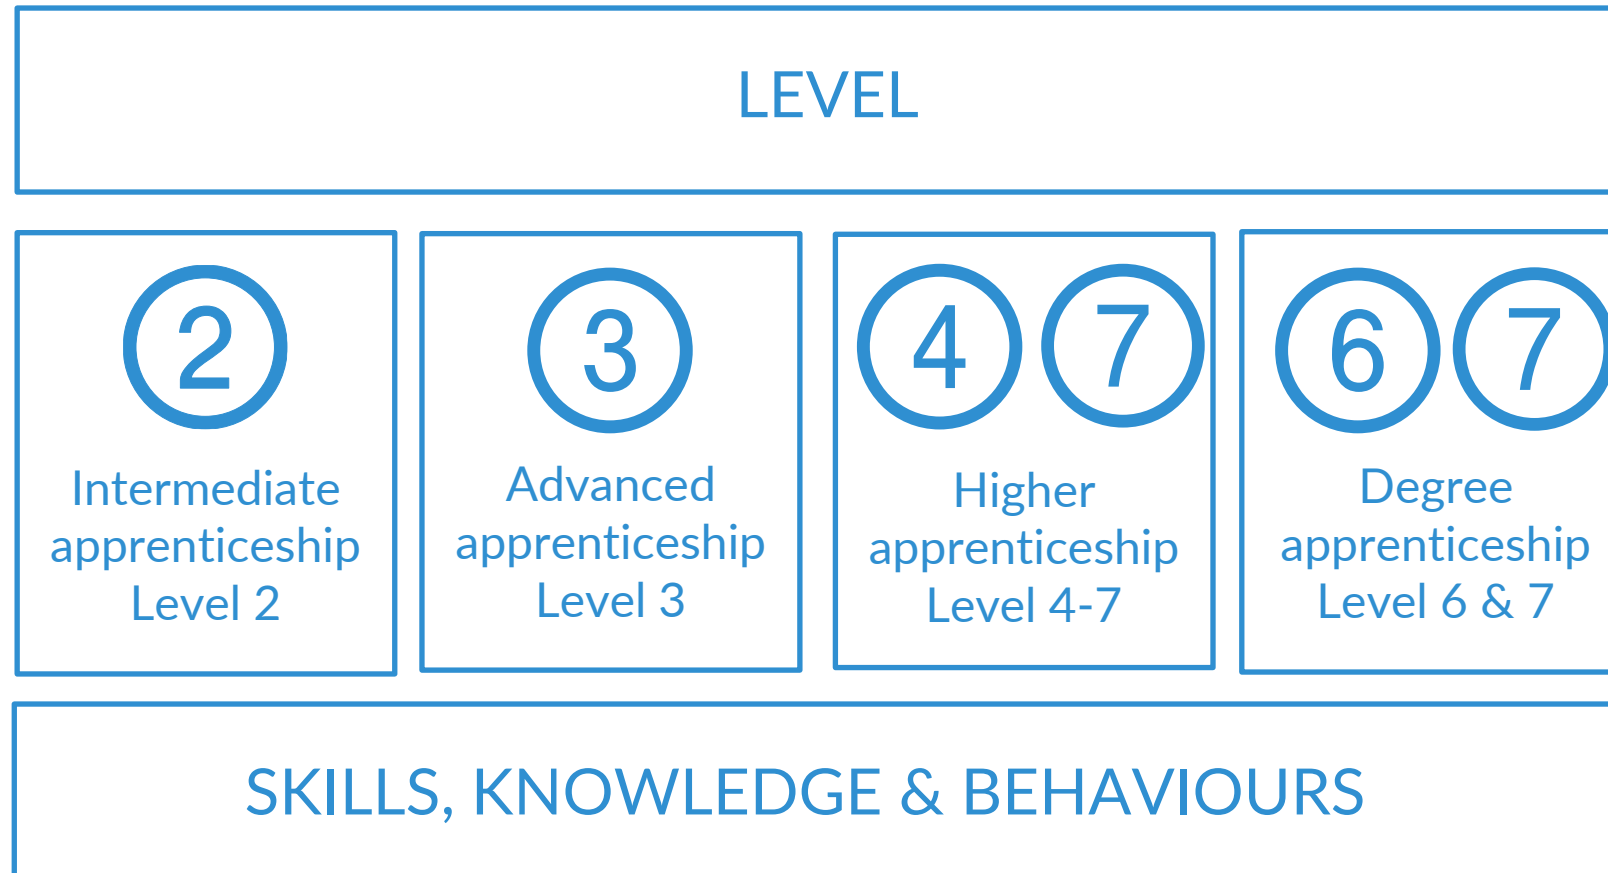 LEVEL
2
Intermediate
apprenticeship
Level 2
3
Advanced
apprenticeship
Level 3
4 7
Higher
apprenticeship
Level 4-7
6 7
Degree
apprenticeship
Level 6 & 7
SKILLS, KNOWLEDGE & BEHAVIOURS